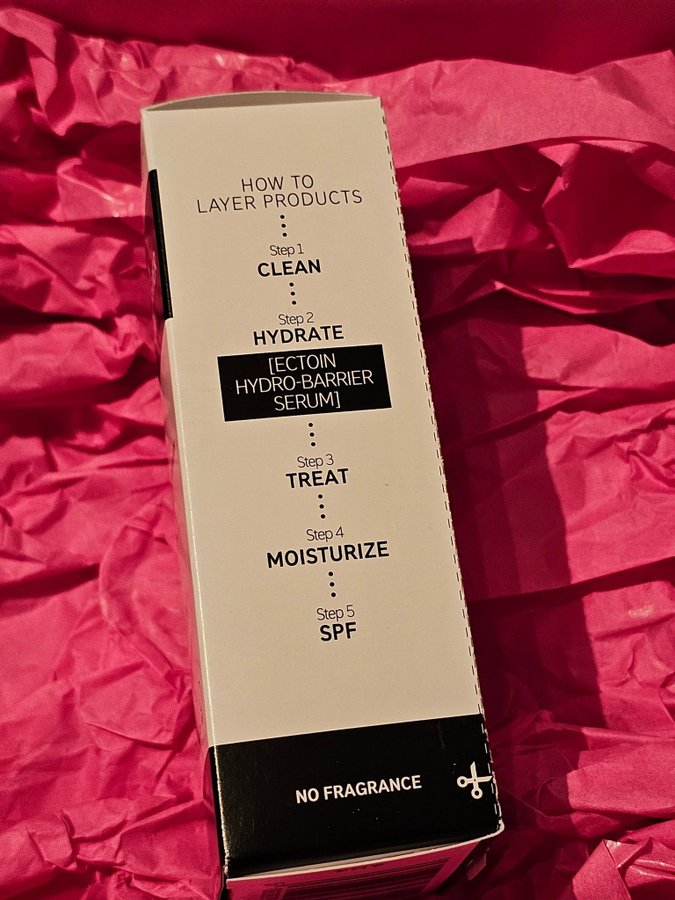 HOW TO
LAYER PRODUCTS
Step 1
CLEAN
Step 2
HYDRATE
[ECTOIN
HYDRO-BARRIER
SERUM]
Step 3
TREAT
Step 4
MOISTURIZE
Step 5
SPF
NO FRAGRANCE